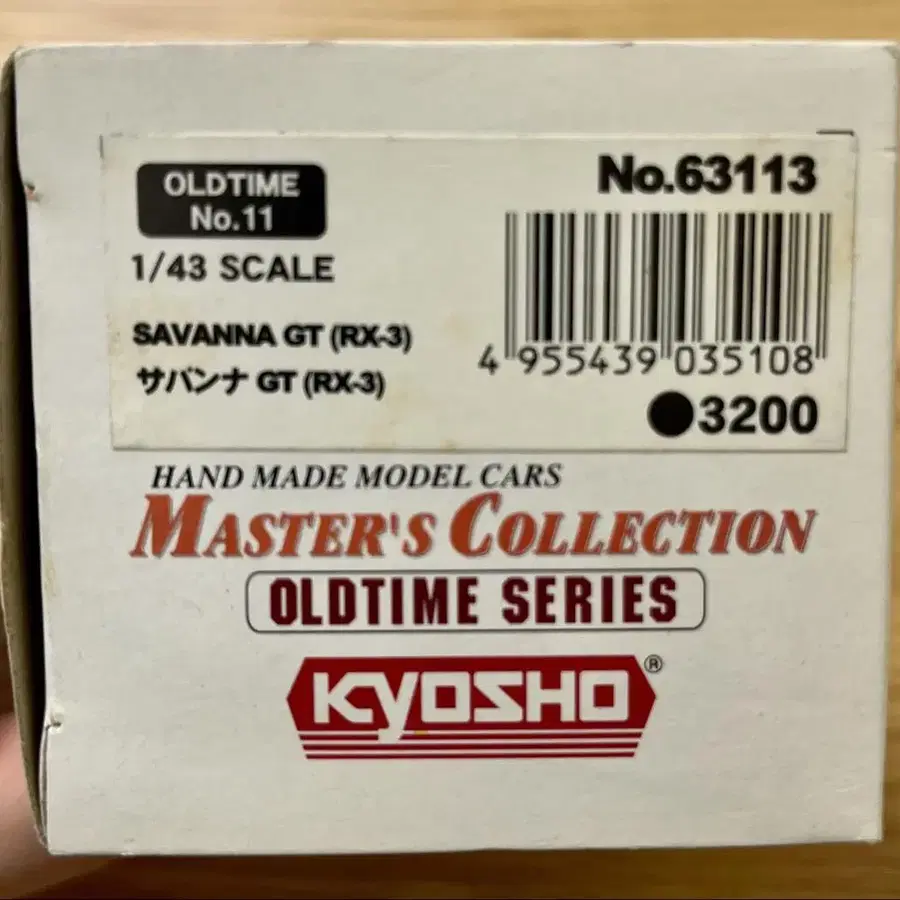 OLDTIME
No.11
No.63113
1/43 SCALE
SAVANNA GT (RX-3)
サバンナ GT (RX-3)
4 955439 035108
●3200
HAND MADE MODEL CARS
MASTER'S COLLECTION
OLDTIME SERIES
KYOSHO®